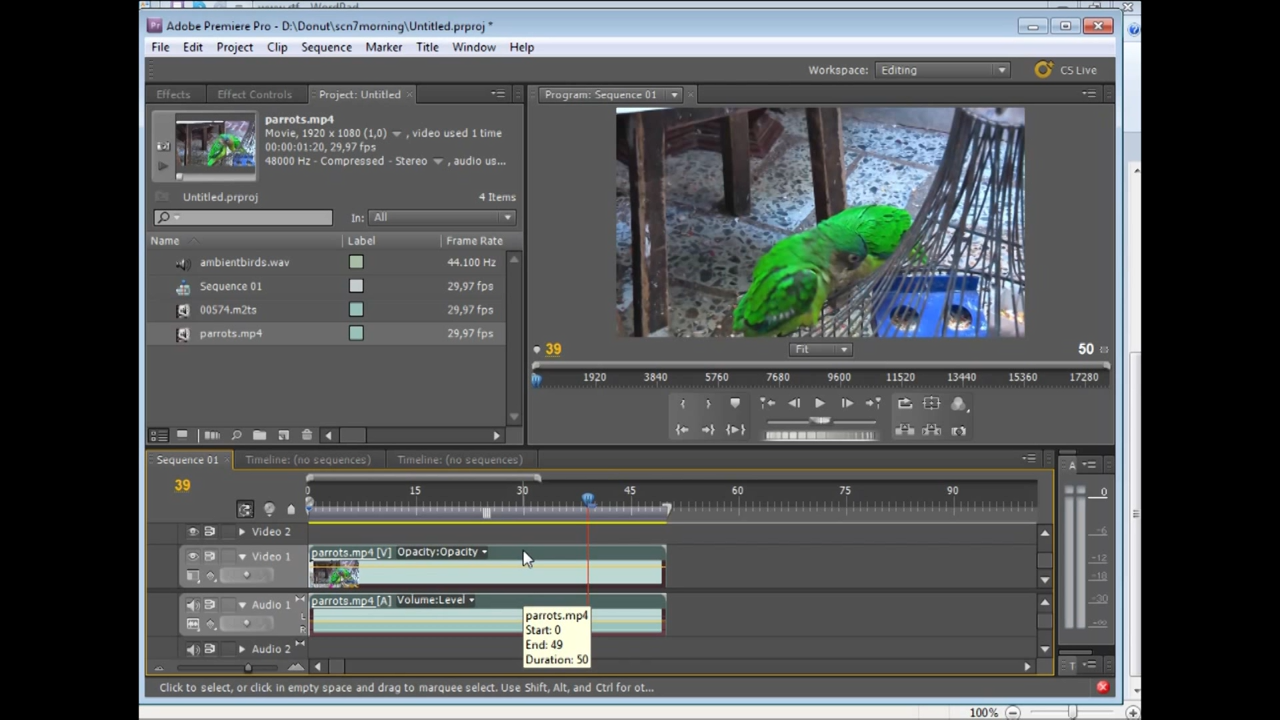 Adobe Premiere Pro - D:\Donut\scn7morning\Untitled.prproj *
File Edit Project Clip Sequence Marker Title Window Help
Workspace: Editing CS Live
Effects Effect Controls Project: Untitled
Program: Sequence 01
parrots.mp4
Movie, 1920 x 1080 (1,0) , video used 1 time
00:00:01:20, 29,97 fps
48000 Hz - Compressed - Stereo , audio us...
Untitled.prproj 4 Items
In: All
Name Label Frame Rate
ambientbirds.wav 44.100 Hz
Sequence 01 29,97 fps
00574.m2ts 29,97 fps
parrots.mp4 29,97 fps
39 Fit 50
1920 3840 5760 7680 9600 11520 13440 15360 17280
Sequence 01 Timeline: (no sequences) Timeline: (no sequences)
A
39
0 15 30 45 60 75 90
0
-6
-12
-18
-30
Video 2
Video 1
parrots.mp4 [V] Opacity:Opacity
Audio 1
L
R
parrots.mp4 [A] Volume:Level
Audio 2
parrots.mp4
Start: 0
End: 49
Duration: 50
T
Click to select, or click in empty space and drag to marquee select. Use Shift, Alt, and Ctrl for ot...
100%